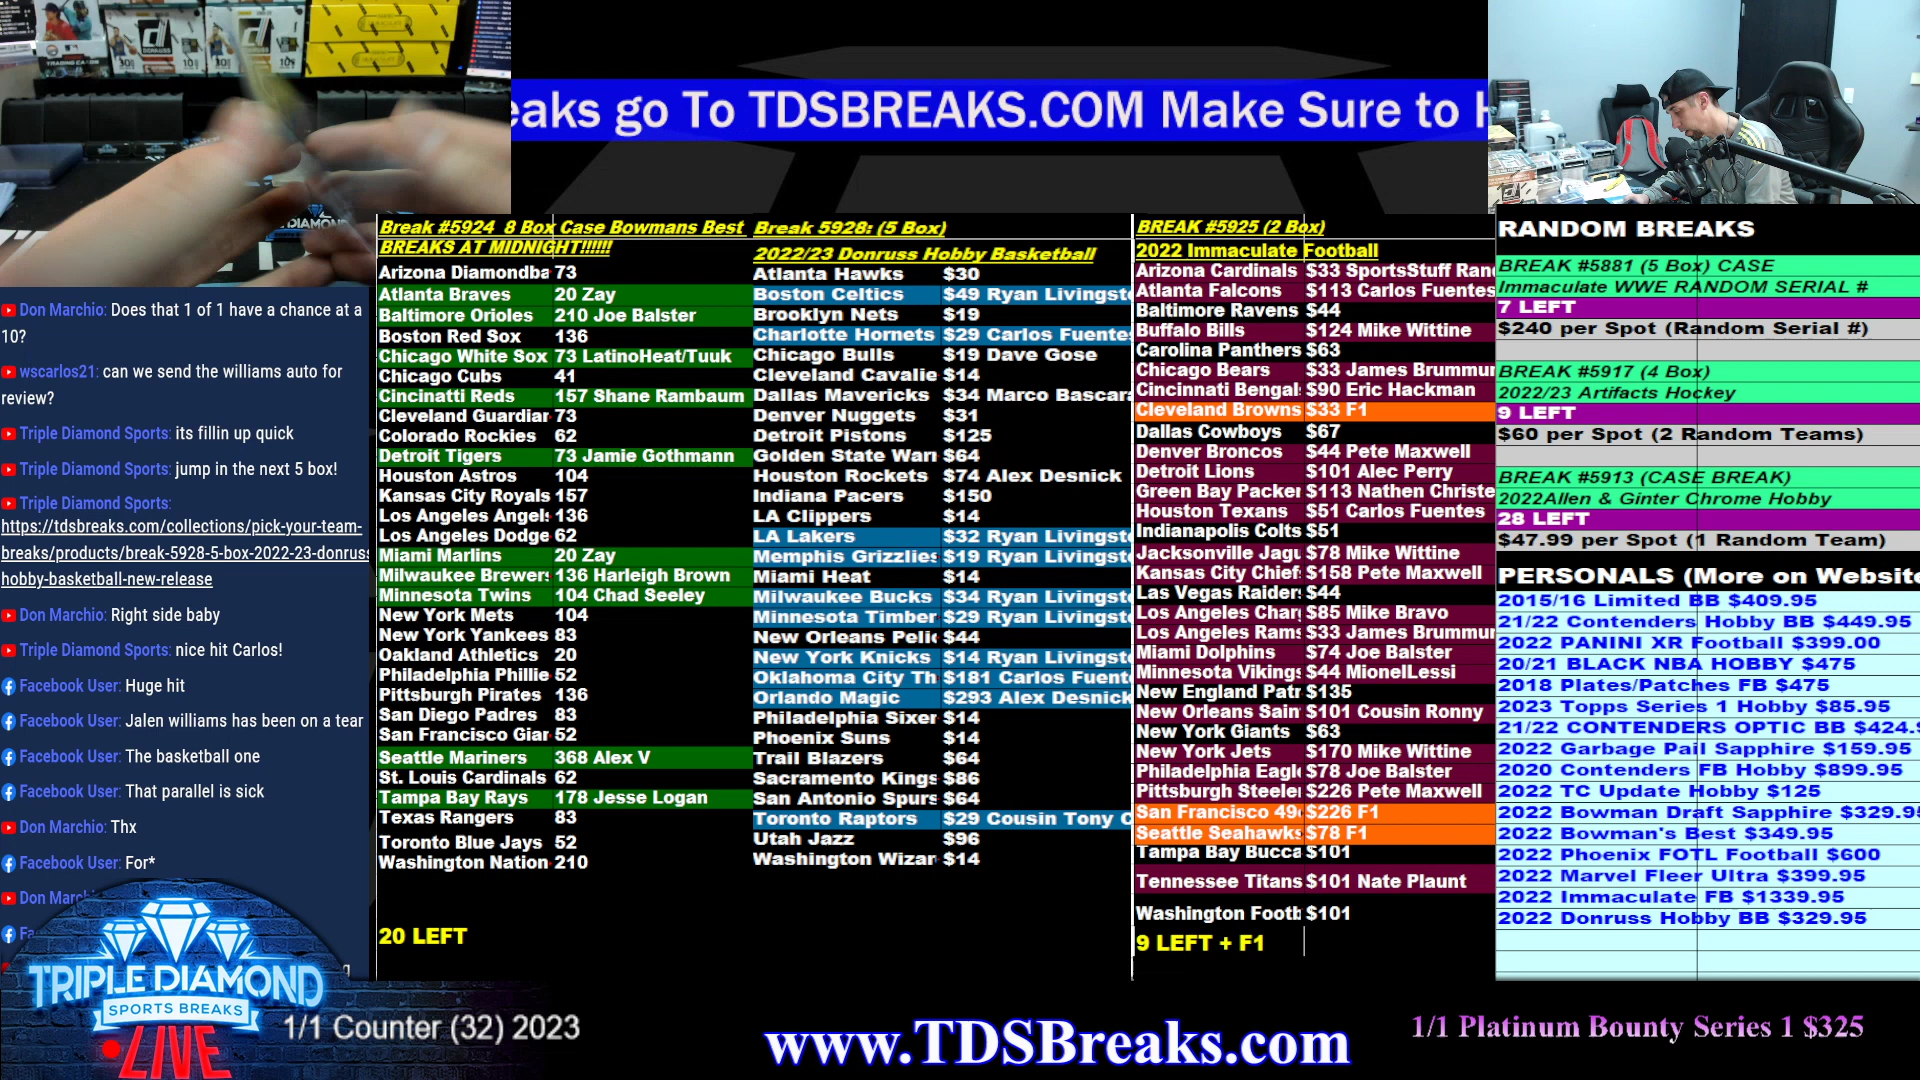 eaks go To TDSBREAKS.COM Make Sure to H
Don Marchio: Does that 1 of 1 have a chance at a
10?
wscarlos21: can we send the williams auto for
review?
Triple Diamond Sports: its fillin up quick
Triple Diamond Sports: jump in the next 5 box!
Triple Diamond Sports:
https://tdsbreaks.com/collections/pick-your-team-
breaks/products/break-5928-5-box-2022-23-donruss
hobby-basketball-new-release
Don Marchio: Right side baby
Triple Diamond Sports: nice hit Carlos!
Facebook User: Huge hit
Facebook User: Jalen williams has been on a tear
Facebook User: The basketball one
Facebook User: That parallel is sick
Don Marchio: Thx
Facebook User: For*
Don March
Fa
TRIPLE DIAMOND
SPORTS BREAKS
LIVE
Break #5924 8 Box Case Bowmans Best
BREAKS AT MIDNIGHT!!!!!!
Arizona Diamondba 73
Atlanta Braves 20 Zay
Baltimore Orioles 210 Joe Balster
Boston Red Sox 136
Chicago White Sox 73 LatinoHeat/Tuuk
Chicago Cubs 41
Cincinatti Reds 157 Shane Rambaum
Cleveland Guardian 73
Colorado Rockies 62
Detroit Tigers 73 Jamie Gothmann
Houston Astros 104
Kansas City Royals 157
Los Angeles Angel 136
Los Angeles Dodge 62
Miami Marlins 20 Zay
Milwaukee Brewer 136 Harleigh Brown
Minnesota Twins 104 Chad Seeley
New York Mets 104
New York Yankees 83
Oakland Athletics 20
Philadelphia Phillie 52
Pittsburgh Pirates 136
San Diego Padres 83
San Francisco Gian 52
Seattle Mariners 368 Alex V
St. Louis Cardinals 62
Tampa Bay Rays 178 Jesse Logan
Texas Rangers 83
Toronto Blue Jays 52
Washington Nation 210
20 LEFT
Break 5928: (5 Box)
2022/23 Donruss Hobby Basketball
Atlanta Hawks $30
Boston Celtics $49 Ryan Livingst
Brooklyn Nets $19
Charlotte Hornets $29 Carlos Fuente
Chicago Bulls $19 Dave Gose
Cleveland Cavalie $14
Dallas Mavericks $34 Marco Bascar
Denver Nuggets $31
Detroit Pistons $125
Golden State Warr $64
Houston Rockets $74 Alex Desnick
Indiana Pacers $150
LA Clippers $14
LA Lakers $32 Ryan Livingst
Memphis Grizzlies $19 Ryan Livingst
Miami Heat $14
Milwaukee Bucks $34 Ryan Livingst
Minnesota Timber $29 Ryan Livingst
New Orleans Pelic $44
New York Knicks $14 Ryan Livingst
Oklahoma City Th $181 Carlos Fuent
Orlando Magic $293 Alex Desnick
Philadelphia Sixer $14
Phoenix Suns $14
Trail Blazers $64
Sacramento Kings $86
San Antonio Spurs $64
Toronto Raptors $29 Cousin Tony C
Utah Jazz $96
Washington Wizar $14
BREAK #5925 (2 Box)
2022 Immaculate Football
Arizona Cardinals $33 SportsStuff Ran
Atlanta Falcons $113 Carlos Fuentes
Baltimore Ravens $44
Buffalo Bills $124 Mike Wittine
Carolina Panthers $63
Chicago Bears $33 James Brummu
Cincinnati Bengal $90 Eric Hackman
Cleveland Browns $33 F1
Dallas Cowboys $67
Denver Broncos $44 Pete Maxwell
Detroit Lions $101 Alec Perry
Green Bay Packer $113 Nathen Christe
Houston Texans $51 Carlos Fuentes
Indianapolis Colts $51
Jacksonville Jagu $78 Mike Wittine
Kansas City Chief $158 Pete Maxwell
Las Vegas Raider $44
Los Angeles Char $85 Mike Bravo
Los Angeles Rams $33 James Brummu
Miami Dolphins $74 Joe Balster
Minnesota Vikings $44 MionelLessi
New England Patr $135
New Orleans Sain $101 Cousin Ronny
New York Giants $63
New York Jets $170 Mike Wittine
Philadelphia Eagl $78 Joe Balster
Pittsburgh Steele $226 Pete Maxwell
San Francisco 49 $226 F1
Seattle Seahawks $78 F1
Tampa Bay Bucca $101
Tennessee Titans $101 Nate Plaunt
Washington Footb $101
9 LEFT + F1
RANDOM BREAKS
BREAK #5881 (5 Box) CASE
Immaculate WWE RANDOM SERIAL #
7 LEFT
$240 per Spot (Random Serial #)
BREAK #5917 (4 Box)
2022/23 Artifacts Hockey
9 LEFT
$60 per Spot (2 Random Teams)
BREAK #5913 (CASE BREAK)
2022Allen & Ginter Chrome Hobby
28 LEFT
$47.99 per Spot (1 Random Team)
PERSONALS (More on Website
2015/16 Limited BB $409.95
21/22 Contenders Hobby BB $449.95
2022 PANINI XR Football $399.00
20/21 BLACK NBA HOBBY $475
2018 Plates/Patches FB $475
2023 Topps Series 1 Hobby $85.95
21/22 CONTENDERS OPTIC BB $424.
2022 Garbage Pail Sapphire $159.95
2020 Contenders FB Hobby $899.95
2022 TC Update Hobby $125
2022 Bowman Draft Sapphire $329.9
2022 Bowman's Best $349.95
2022 Phoenix FOTL Football $600
2022 Marvel Fleer Ultra $399.95
2022 Immaculate FB $1339.95
2022 Donruss Hobby BB $329.95
1/1 Counter (32) 2023
www.TDSBreaks.com
1/1 Platinum Bounty Series 1 $325